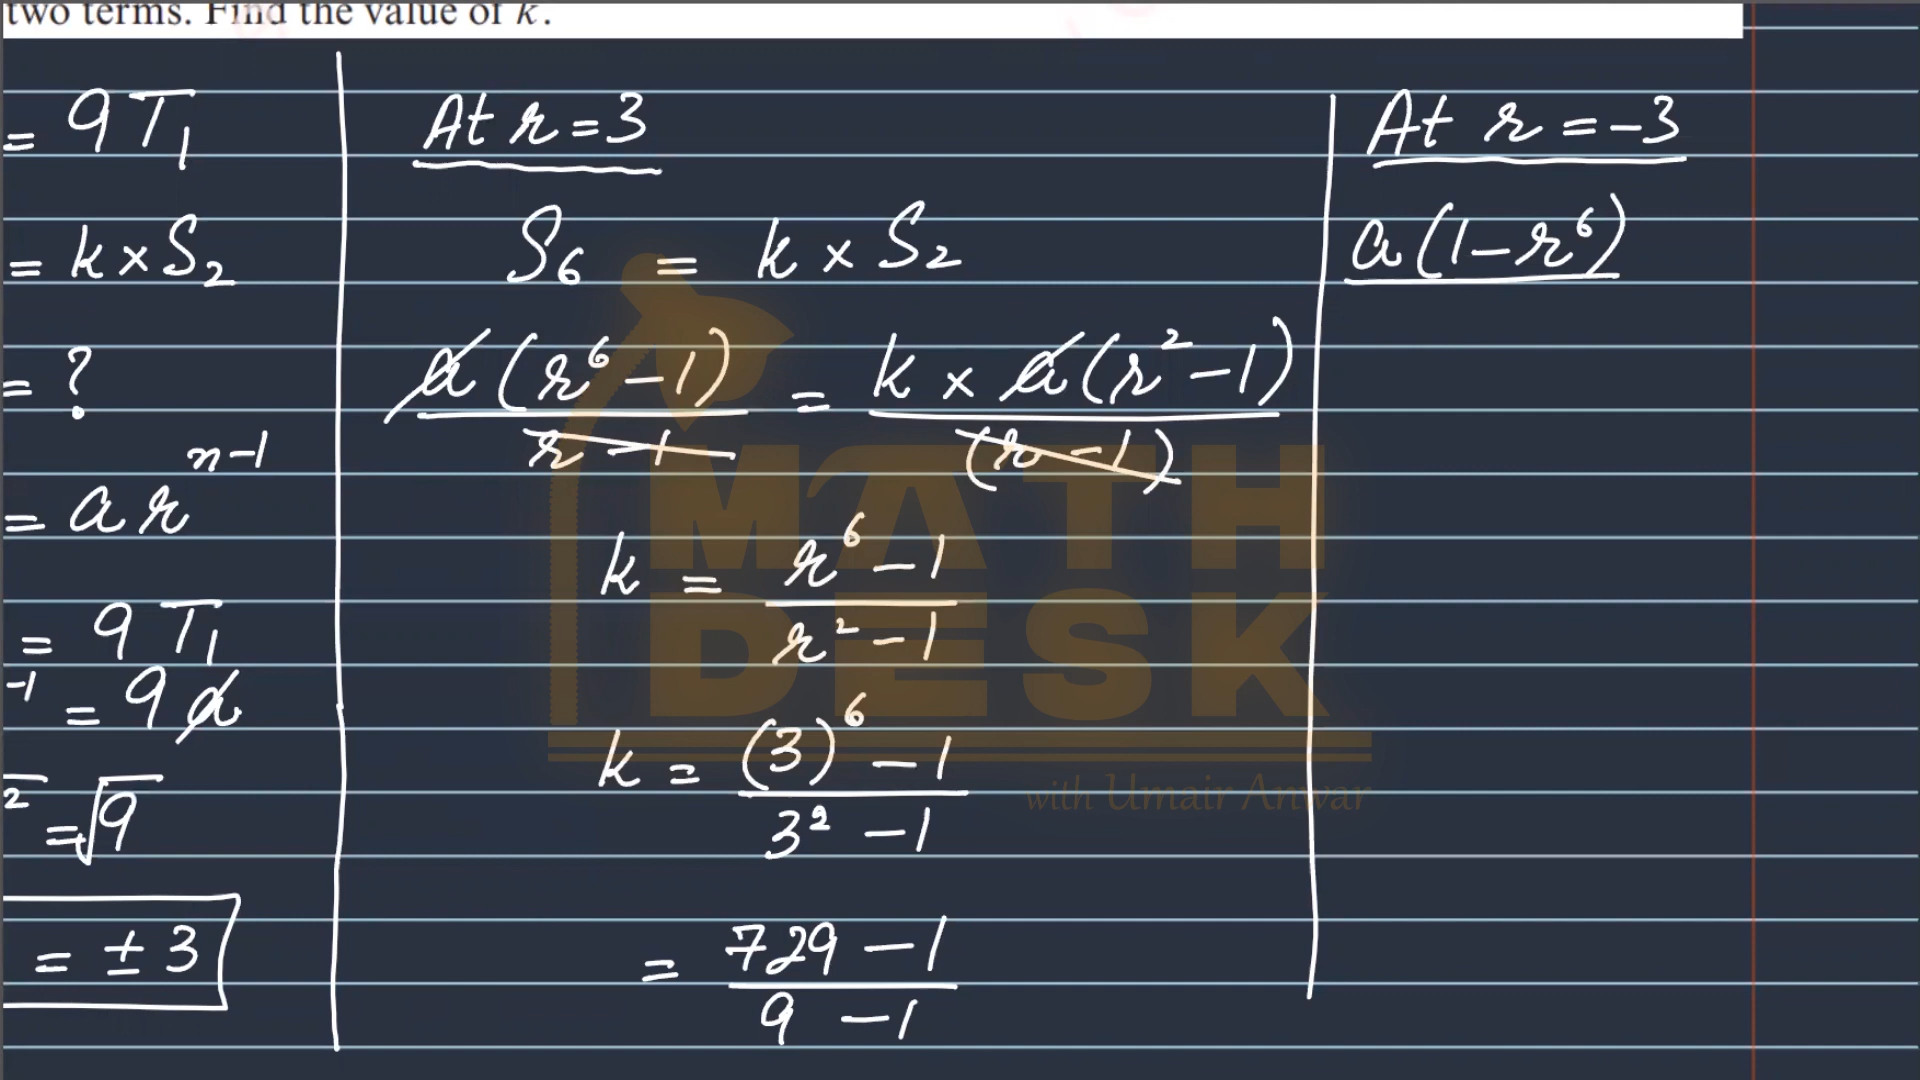 two terms. Find the value of k.
= 9T₁
= k × S₂
= ?
= ar^(n-1)
= 9T₁
-1 = 9a
2 = √9
= ± 3
At r = 3
S₆ = k × S₂
a(r⁶ - 1)/(r - 1) = k × a(r² - 1)/(r - 1)
k = (r⁶ - 1)/(r² - 1)
k = ((3)⁶ - 1)/(3² - 1)
= (729 - 1)/(9 - 1)
At r = -3
a(1 - r⁶)
MATH
DESK
with Umair Anwar